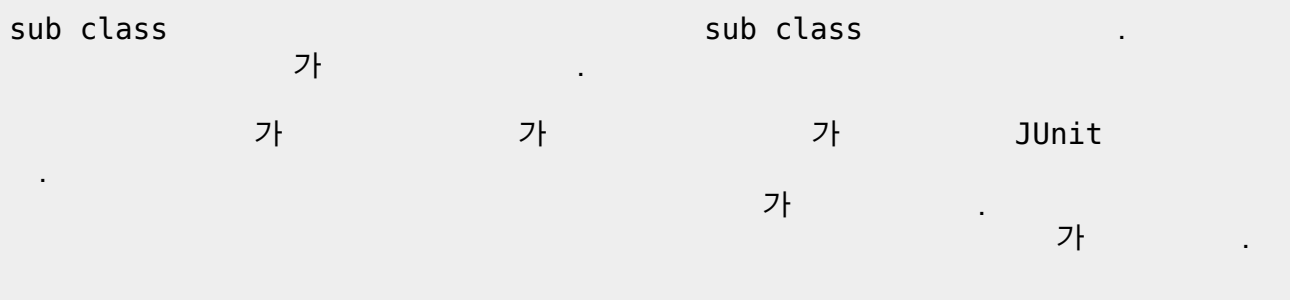 sub class sub class .
가 .
가 가 가 JUnit
.
가 .
가 .